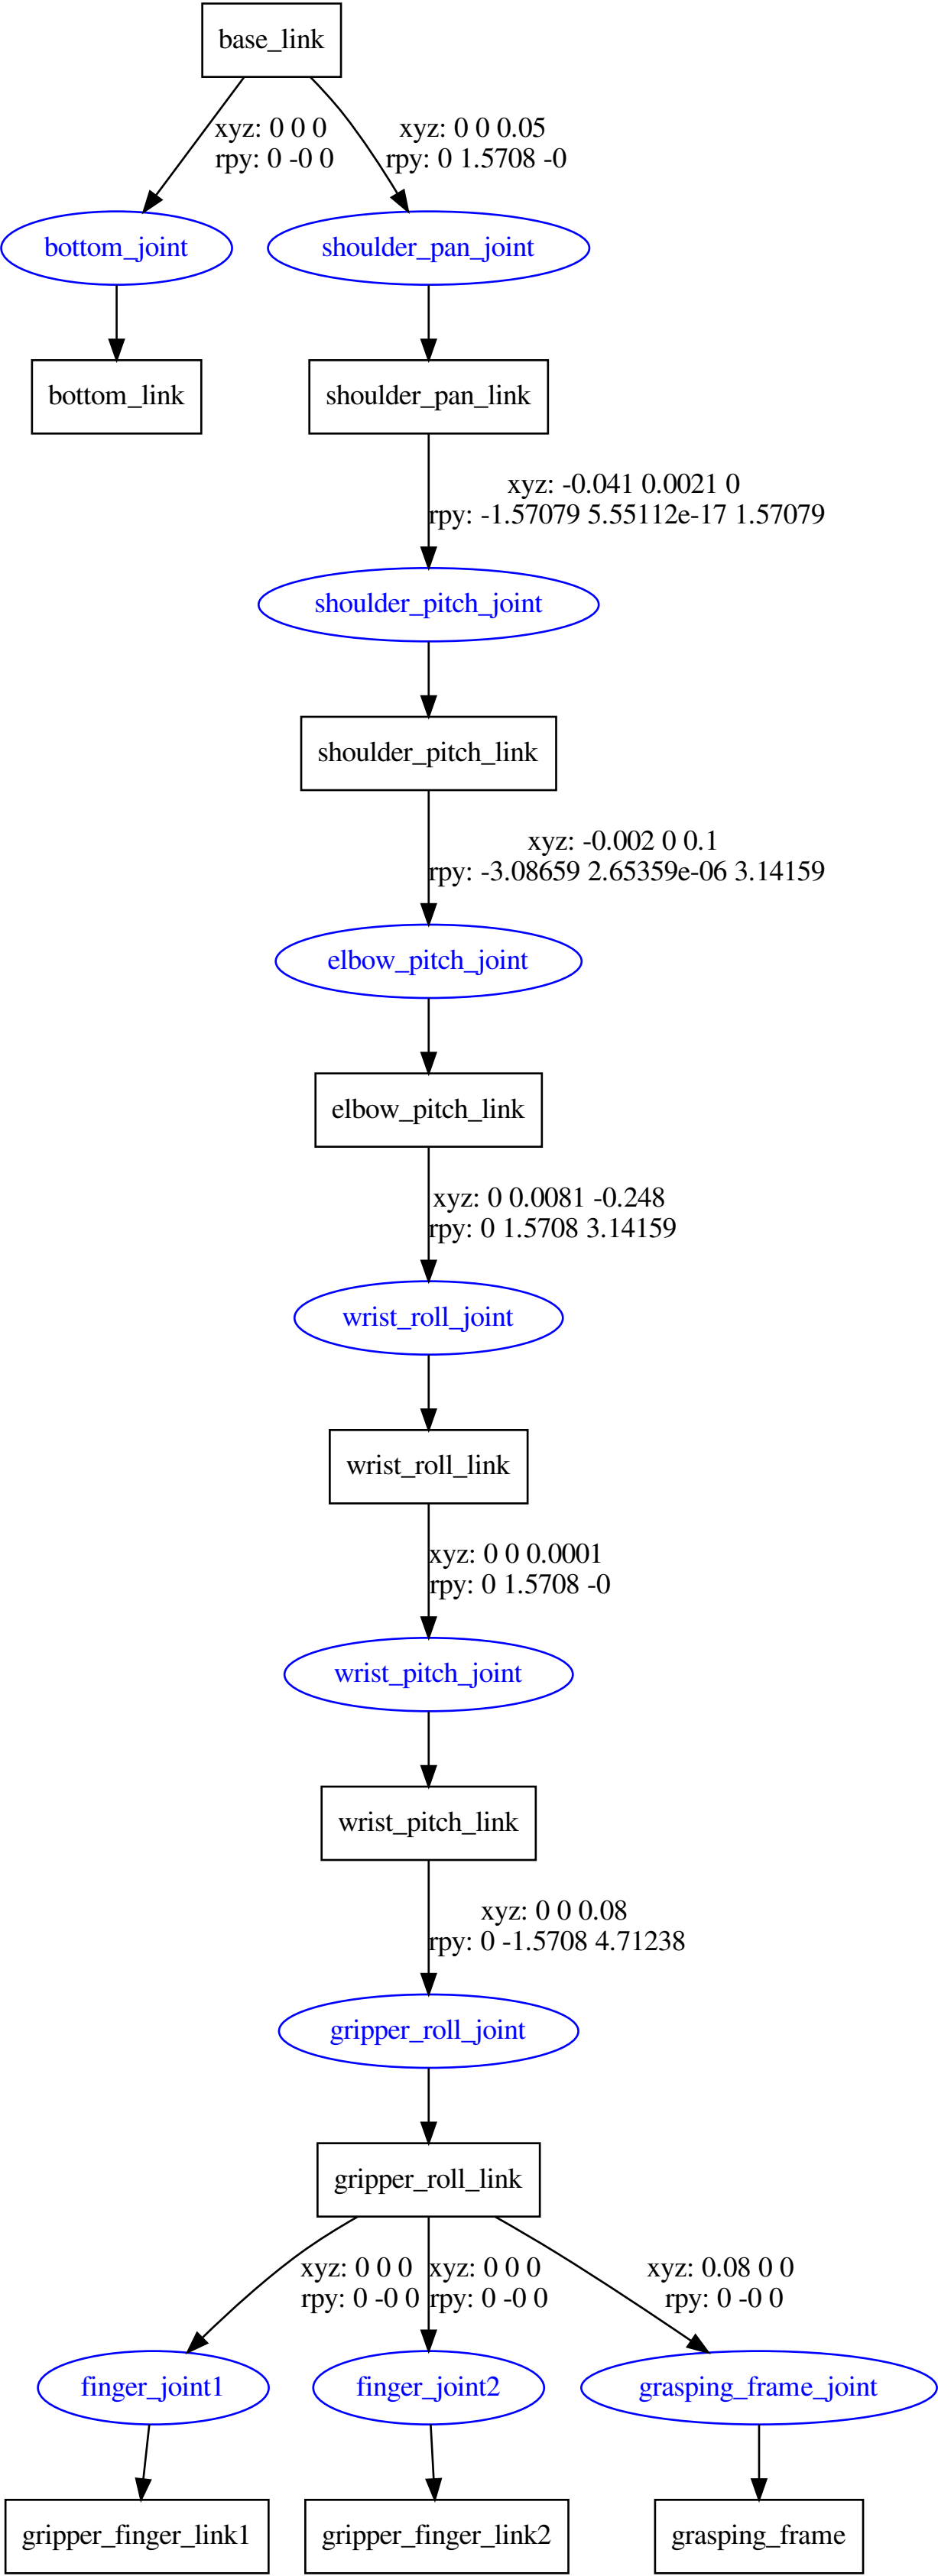 base_link
xyz: 0 0 0
rpy: 0 -0 0
xyz: 0 0 0.05
rpy: 0 1.5708 -0
bottom_joint
shoulder_pan_joint
bottom_link
shoulder_pan_link
xyz: -0.041 0.0021 0
rpy: -1.57079 5.55112e-17 1.57079
shoulder_pitch_joint
shoulder_pitch_link
xyz: -0.002 0 0.1
rpy: -3.08659 2.65359e-06 3.14159
elbow_pitch_joint
elbow_pitch_link
xyz: 0 0.0081 -0.248
rpy: 0 1.5708 3.14159
wrist_roll_joint
wrist_roll_link
xyz: 0 0 0.0001
rpy: 0 1.5708 -0
wrist_pitch_joint
wrist_pitch_link
xyz: 0 0 0.08
rpy: 0 -1.5708 4.71238
gripper_roll_joint
gripper_roll_link
xyz: 0 0 0
rpy: 0 -0 0
xyz: 0 0 0
rpy: 0 -0 0
xyz: 0.08 0 0
rpy: 0 -0 0
finger_joint1
finger_joint2
grasping_frame_joint
gripper_finger_link1
gripper_finger_link2
grasping_frame